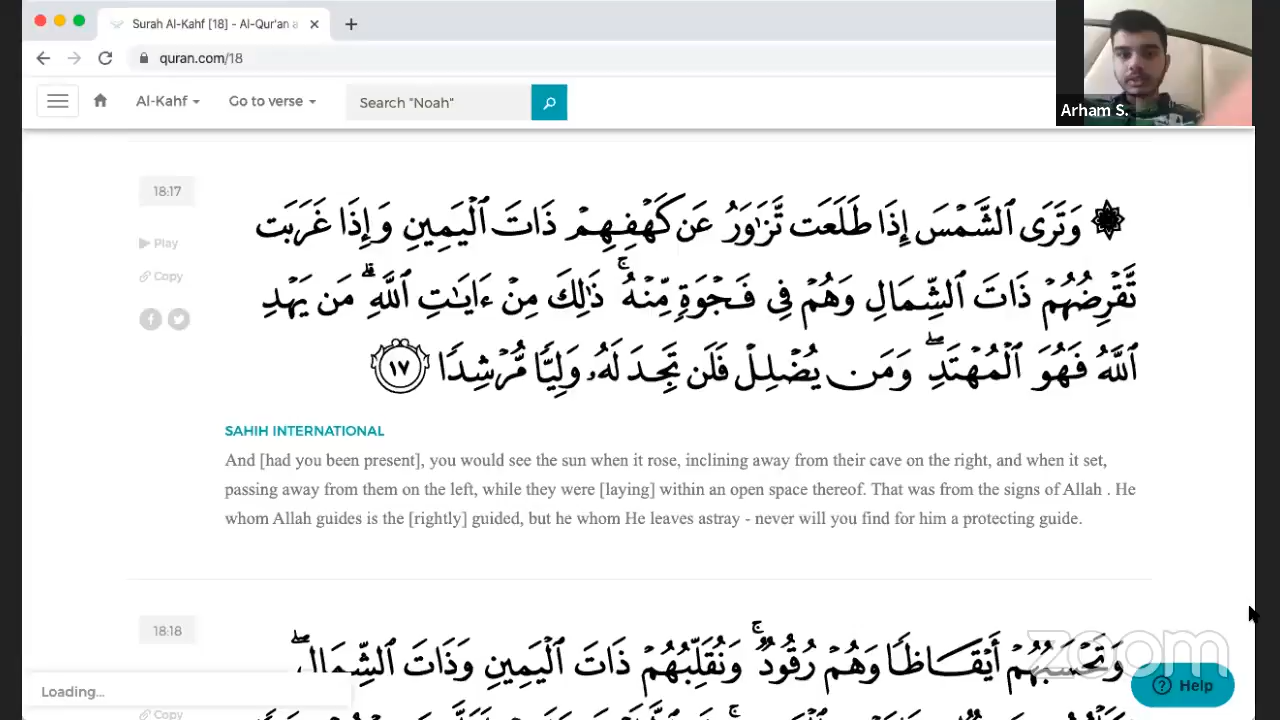 Surah Al-Kahf [18] - Al-Qur'an a
quran.com/18
Al-Kahf
Go to verse
Search "Noah"
Arham S.
18:17
Play
Copy
۞ وَتَرَى ٱلشَّمْسَ إِذَا طَلَعَت تَّزَٰوَرُ عَن كَهْفِهِمْ ذَاتَ ٱلْيَمِينِ وَإِذَا غَرَبَت
تَّقْرِضُهُمْ ذَاتَ ٱلشِّمَالِ وَهُمْ فِى فَجْوَةٍ مِّنْهُ ۚ ذَٰلِكَ مِنْ ءَايَـٰتِ ٱللَّهِ ۗ مَن يَهْدِ
ٱللَّهُ فَهُوَ ٱلْمُهْتَدِ ۖ وَمَن يُضْلِلْ فَلَن تَجِدَ لَهُۥ وَلِيًّا مُّرْشِدًا ١٧
SAHIH INTERNATIONAL
And [had you been present], you would see the sun when it rose, inclining away from their cave on the right, and when it set,
passing away from them on the left, while they were [laying] within an open space thereof. That was from the signs of Allah . He
whom Allah guides is the [rightly] guided, but he whom He leaves astray - never will you find for him a protecting guide.
18:18
وَتَحْسَبُهُمْ أَيْقَاظًا وَهُمْ رُقُودٌ ۚ وَنُقَلِّبُهُمْ ذَاتَ ٱلْيَمِينِ وَذَاتَ ٱلشِّمَالِ ۖ
zoom
Help
Loading...
Copy